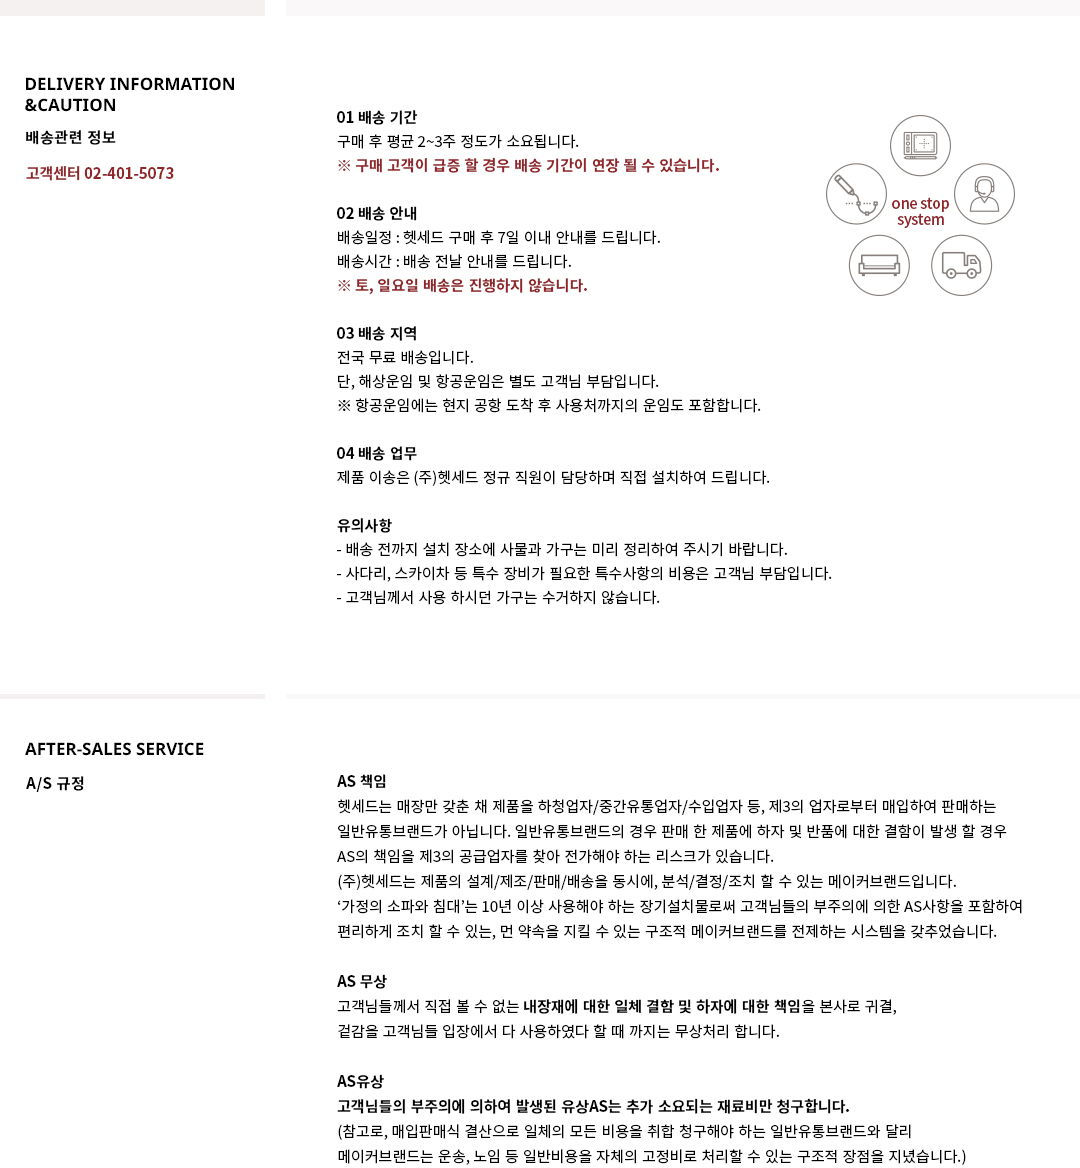 DELIVERY INFORMATION
&CAUTION
배송관련 정보
고객센터 02-401-5073
01 배송 기간
구매 후 평균 2~3주 정도가 소요됩니다.
※ 구매 고객이 급증 할 경우 배송 기간이 연장 될 수 있습니다.
02 배송 안내
배송일정 : 헷세드 구매 후 7일 이내 안내를 드립니다.
배송시간 : 배송 전날 안내를 드립니다.
※ 토, 일요일 배송은 진행하지 않습니다.
one stop
system
03 배송 지역
전국 무료 배송입니다.
단, 해상운임 및 항공운임은 별도 고객님 부담입니다.
※ 항공운임에는 현지 공항 도착 후 사용처까지의 운임도 포함합니다.
04 배송 업무
제품 이송은 (주)헷세드 정규 직원이 담당하며 직접 설치하여 드립니다.
유의사항
- 배송 전까지 설치 장소에 사물과 가구는 미리 정리하여 주시기 바랍니다.
- 사다리, 스카이차 등 특수 장비가 필요한 특수사항의 비용은 고객님 부담입니다.
- 고객님께서 사용 하시던 가구는 수거하지 않습니다.
AFTER-SALES SERVICE
A/S 규정
AS 책임
헷세드는 매장만 갖춘 채 제품을 하청업자/중간유통업자/수입업자 등, 제3의 업자로부터 매입하여 판매하는
일반유통브랜드가 아닙니다. 일반유통브랜드의 경우 판매 한 제품에 하자 및 반품에 대한 결함이 발생 할 경우
AS의 책임을 제3의 공급업자를 찾아 전가해야 하는 리스크가 있습니다.
(주)헷세드는 제품의 설계/제조/판매/배송을 동시에, 분석/결정/조치 할 수 있는 메이커브랜드입니다.
‘가정의 소파와 침대’는 10년 이상 사용해야 하는 장기설치물로써 고객님들의 부주의에 의한 AS사항을 포함하여
편리하게 조치 할 수 있는, 먼 약속을 지킬 수 있는 구조적 메이커브랜드를 전제하는 시스템을 갖추었습니다.
AS 무상
고객님들께서 직접 볼 수 없는 내장재에 대한 일체 결함 및 하자에 대한 책임을 본사로 귀결,
겉감을 고객님들 입장에서 다 사용하였다 할 때 까지는 무상처리 합니다.
AS유상
고객님들의 부주의에 의하여 발생된 유상AS는 추가 소요되는 재료비만 청구합니다.
(참고로, 매입판매식 결산으로 일체의 모든 비용을 취합 청구해야 하는 일반유통브랜드와 달리
메이커브랜드는 운송, 노임 등 일반비용을 자체의 고정비로 처리할 수 있는 구조적 장점을 지녔습니다.)